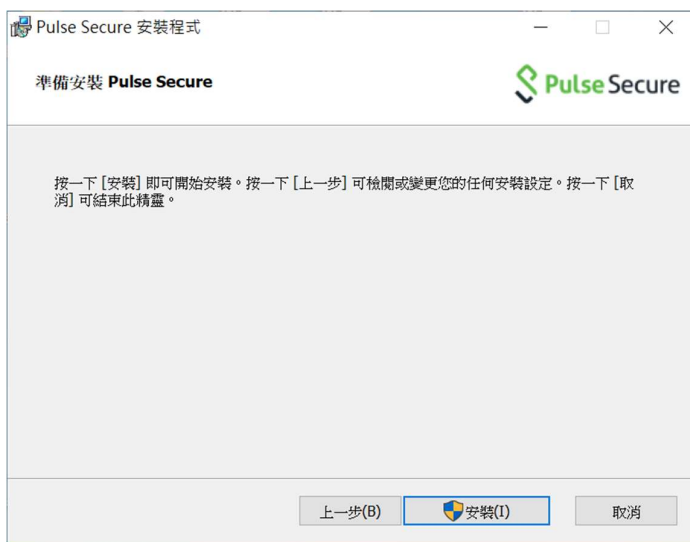 Pulse Secure 安裝程式
準備安裝 Pulse Secure
Pulse Secure
按一下 [安裝] 即可開始安裝。按一下 [上一步] 可檢閱或變更您的任何安裝設定。按一下 [取
消] 可結束此精靈。
上一步(B)
安裝(I)
取消